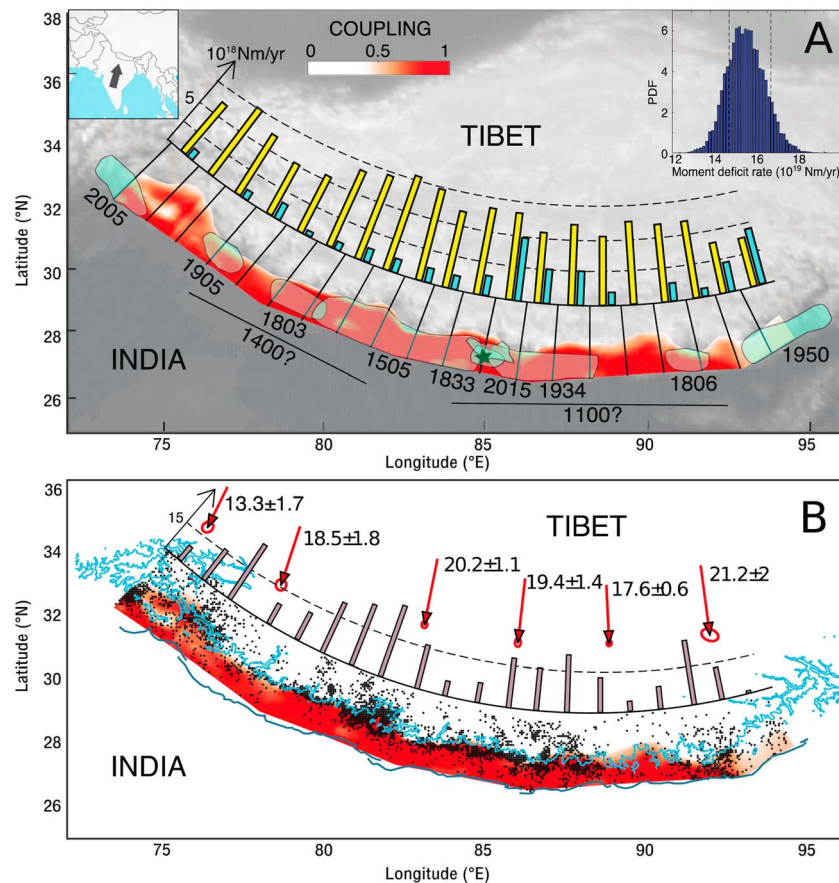 A
10¹⁸Nm/yr
COUPLING
0 0.5 1
5
TIBET
INDIA
2005
1905
1803
1400?
1505
1833
2015
1934
1100?
1806
1950
PDF
6
4
2
0
12 14 16 18
Moment deficit rate (10¹⁹ Nm/yr)
Latitude (°N)
36
34
32
30
28
26
75 80 85 90 95
Longitude (°E)
B
15
13.3±1.7
18.5±1.8
20.2±1.1
19.4±1.4
17.6±0.6
21.2±2
TIBET
INDIA
Latitude (°N)
36
34
32
30
28
26
75 80 85 90 95
Longitude (°E)